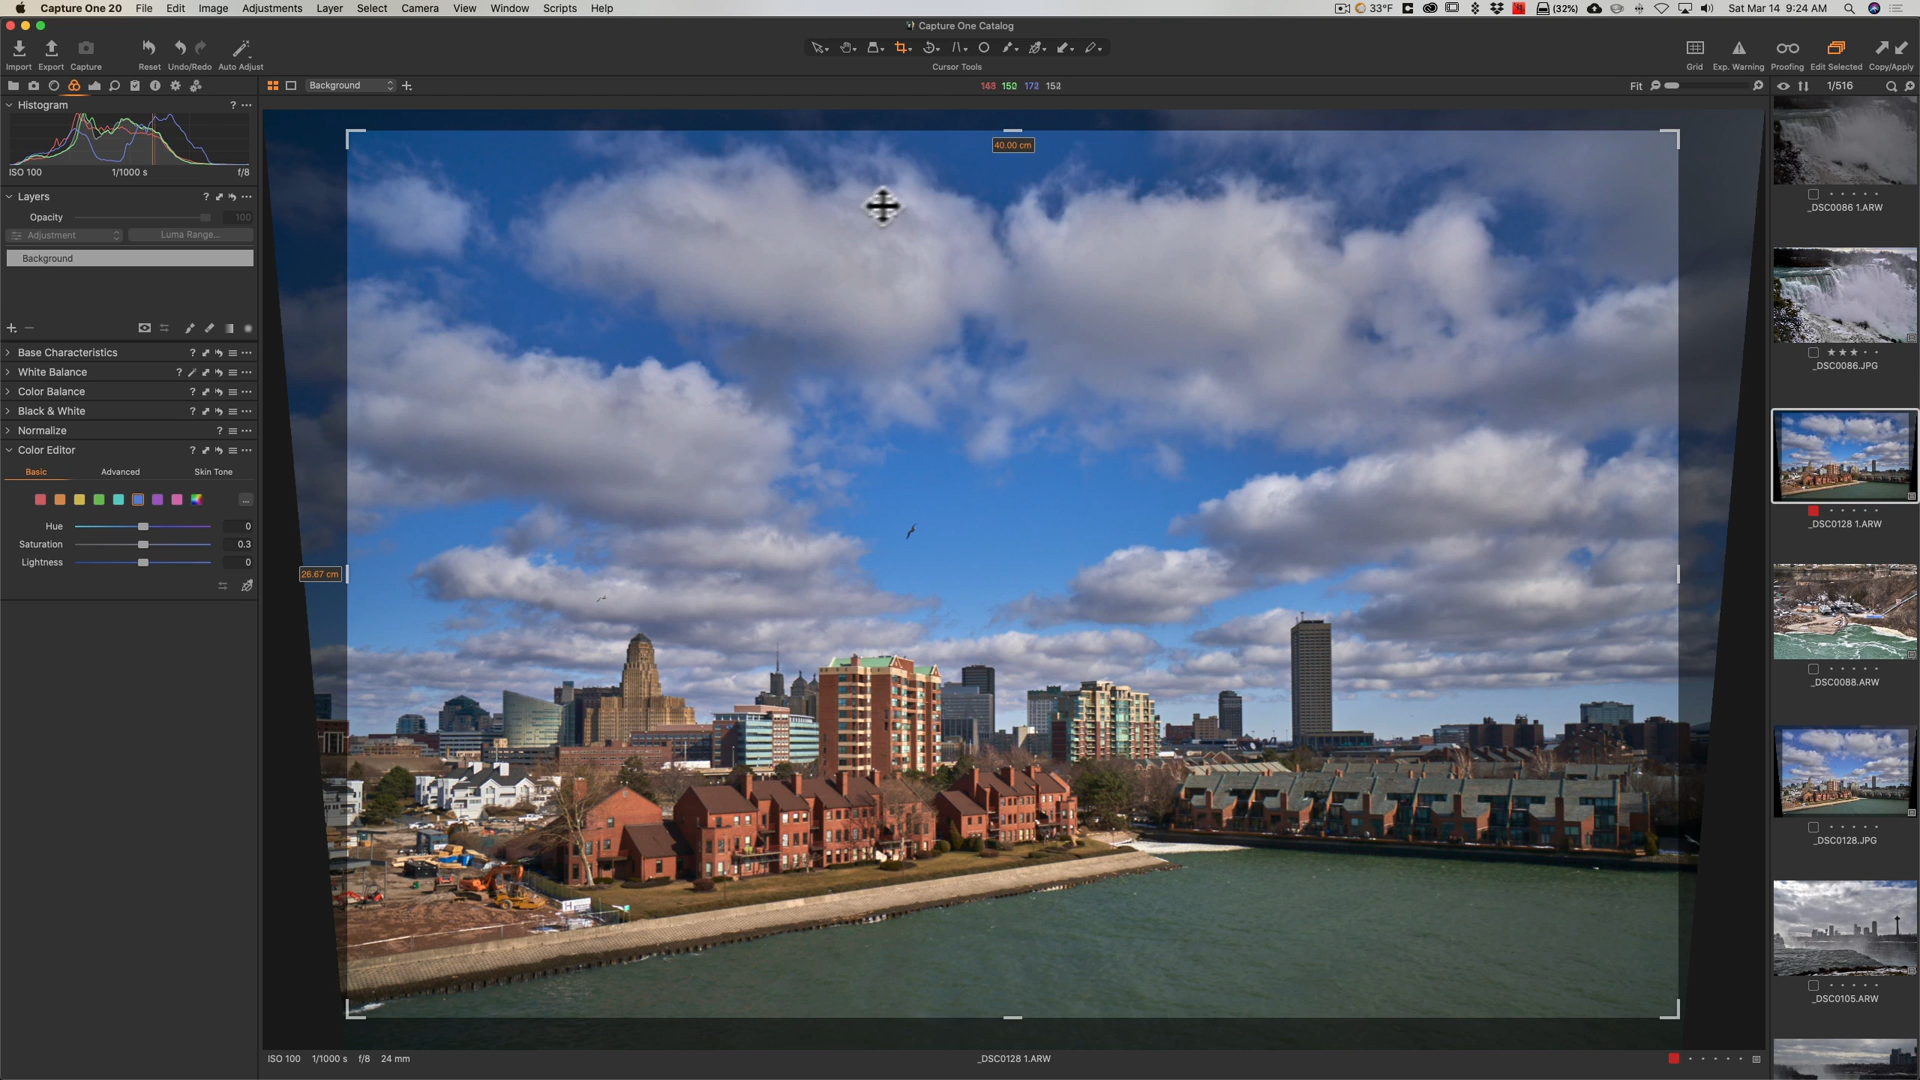 Capture One 20 File Edit Image Adjustments Layer Select Camera View Window Scripts Help
33°F (32%) Sat Mar 14 9:24 AM
Capture One Catalog
Import Export Capture Reset Undo/Redo Auto Adjust
Cursor Tools
Grid Exp. Warning Proofing Edit Selected Copy/Apply
Background
148 150 172 152
Fit
1/516
Histogram ?
ISO 100 1/1000 s f/8
Layers ?
Opacity 100
Adjustment Luma Range...
Background
Base Characteristics ?
White Balance ?
Color Balance ?
Black & White ?
Normalize ?
Color Editor ?
Basic Advanced Skin Tone
...
Hue 0
Saturation 0.3
Lightness 0
40.00 cm
26.67 cm
_DSC0086 1.ARW
_DSC0086.JPG
_DSC0128 1.ARW
_DSC0088.ARW
_DSC0128.JPG
_DSC0105.ARW
ISO 100 1/1000 s f/8 24 mm
_DSC0128 1.ARW